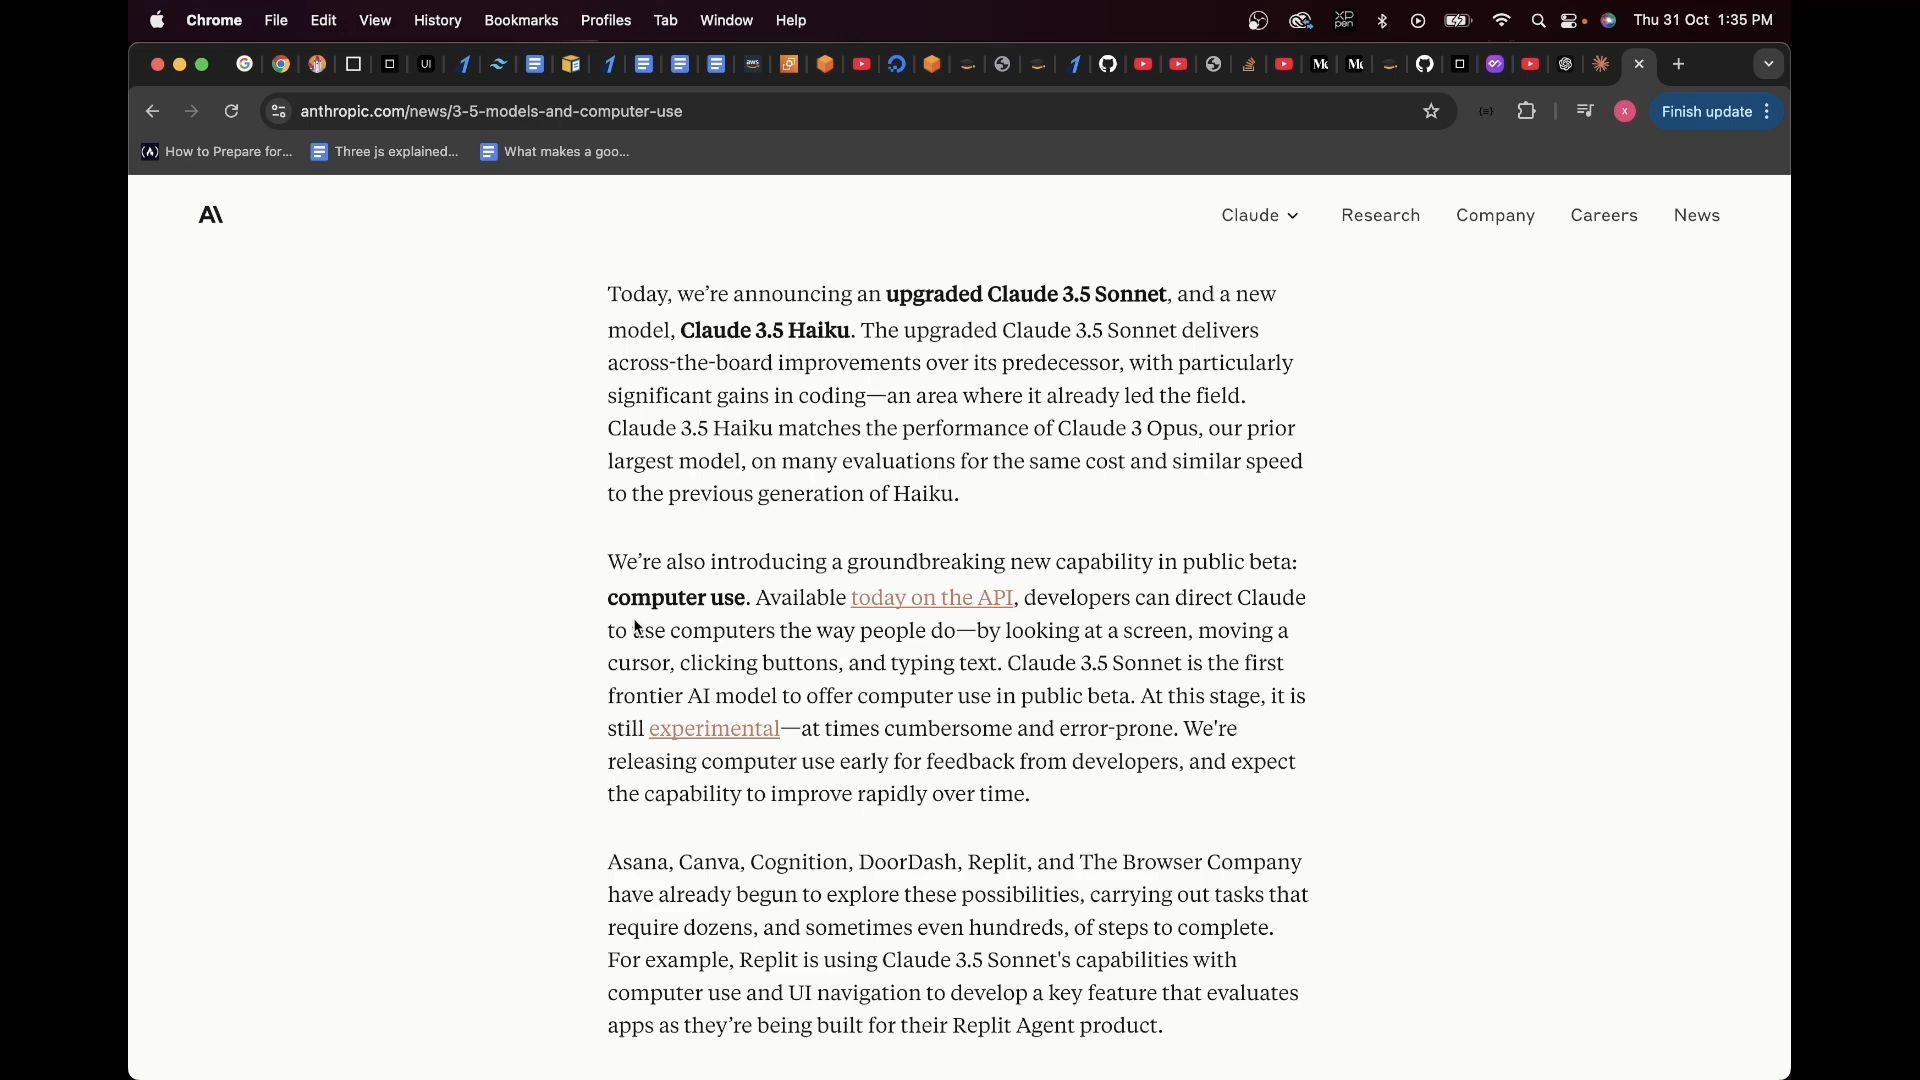 Chrome File Edit View History Bookmarks Profiles Tab Window Help XP pen Thu 31 Oct 1:35 PM
UI aws
anthropic.com/news/3-5-models-and-computer-use x Finish update
How to Prepare for... Three js explained... What makes a goo...
A\ Claude Research Company Careers News
Today, we’re announcing an upgraded Claude 3.5 Sonnet, and a new
model, Claude 3.5 Haiku. The upgraded Claude 3.5 Sonnet delivers
across-the-board improvements over its predecessor, with particularly
significant gains in coding—an area where it already led the field.
Claude 3.5 Haiku matches the performance of Claude 3 Opus, our prior
largest model, on many evaluations for the same cost and similar speed
to the previous generation of Haiku.
We’re also introducing a groundbreaking new capability in public beta:
computer use. Available today on the API, developers can direct Claude
to use computers the way people do—by looking at a screen, moving a
cursor, clicking buttons, and typing text. Claude 3.5 Sonnet is the first
frontier AI model to offer computer use in public beta. At this stage, it is
still experimental—at times cumbersome and error-prone. We're
releasing computer use early for feedback from developers, and expect
the capability to improve rapidly over time.
Asana, Canva, Cognition, DoorDash, Replit, and The Browser Company
have already begun to explore these possibilities, carrying out tasks that
require dozens, and sometimes even hundreds, of steps to complete.
For example, Replit is using Claude 3.5 Sonnet's capabilities with
computer use and UI navigation to develop a key feature that evaluates
apps as they’re being built for their Replit Agent product.